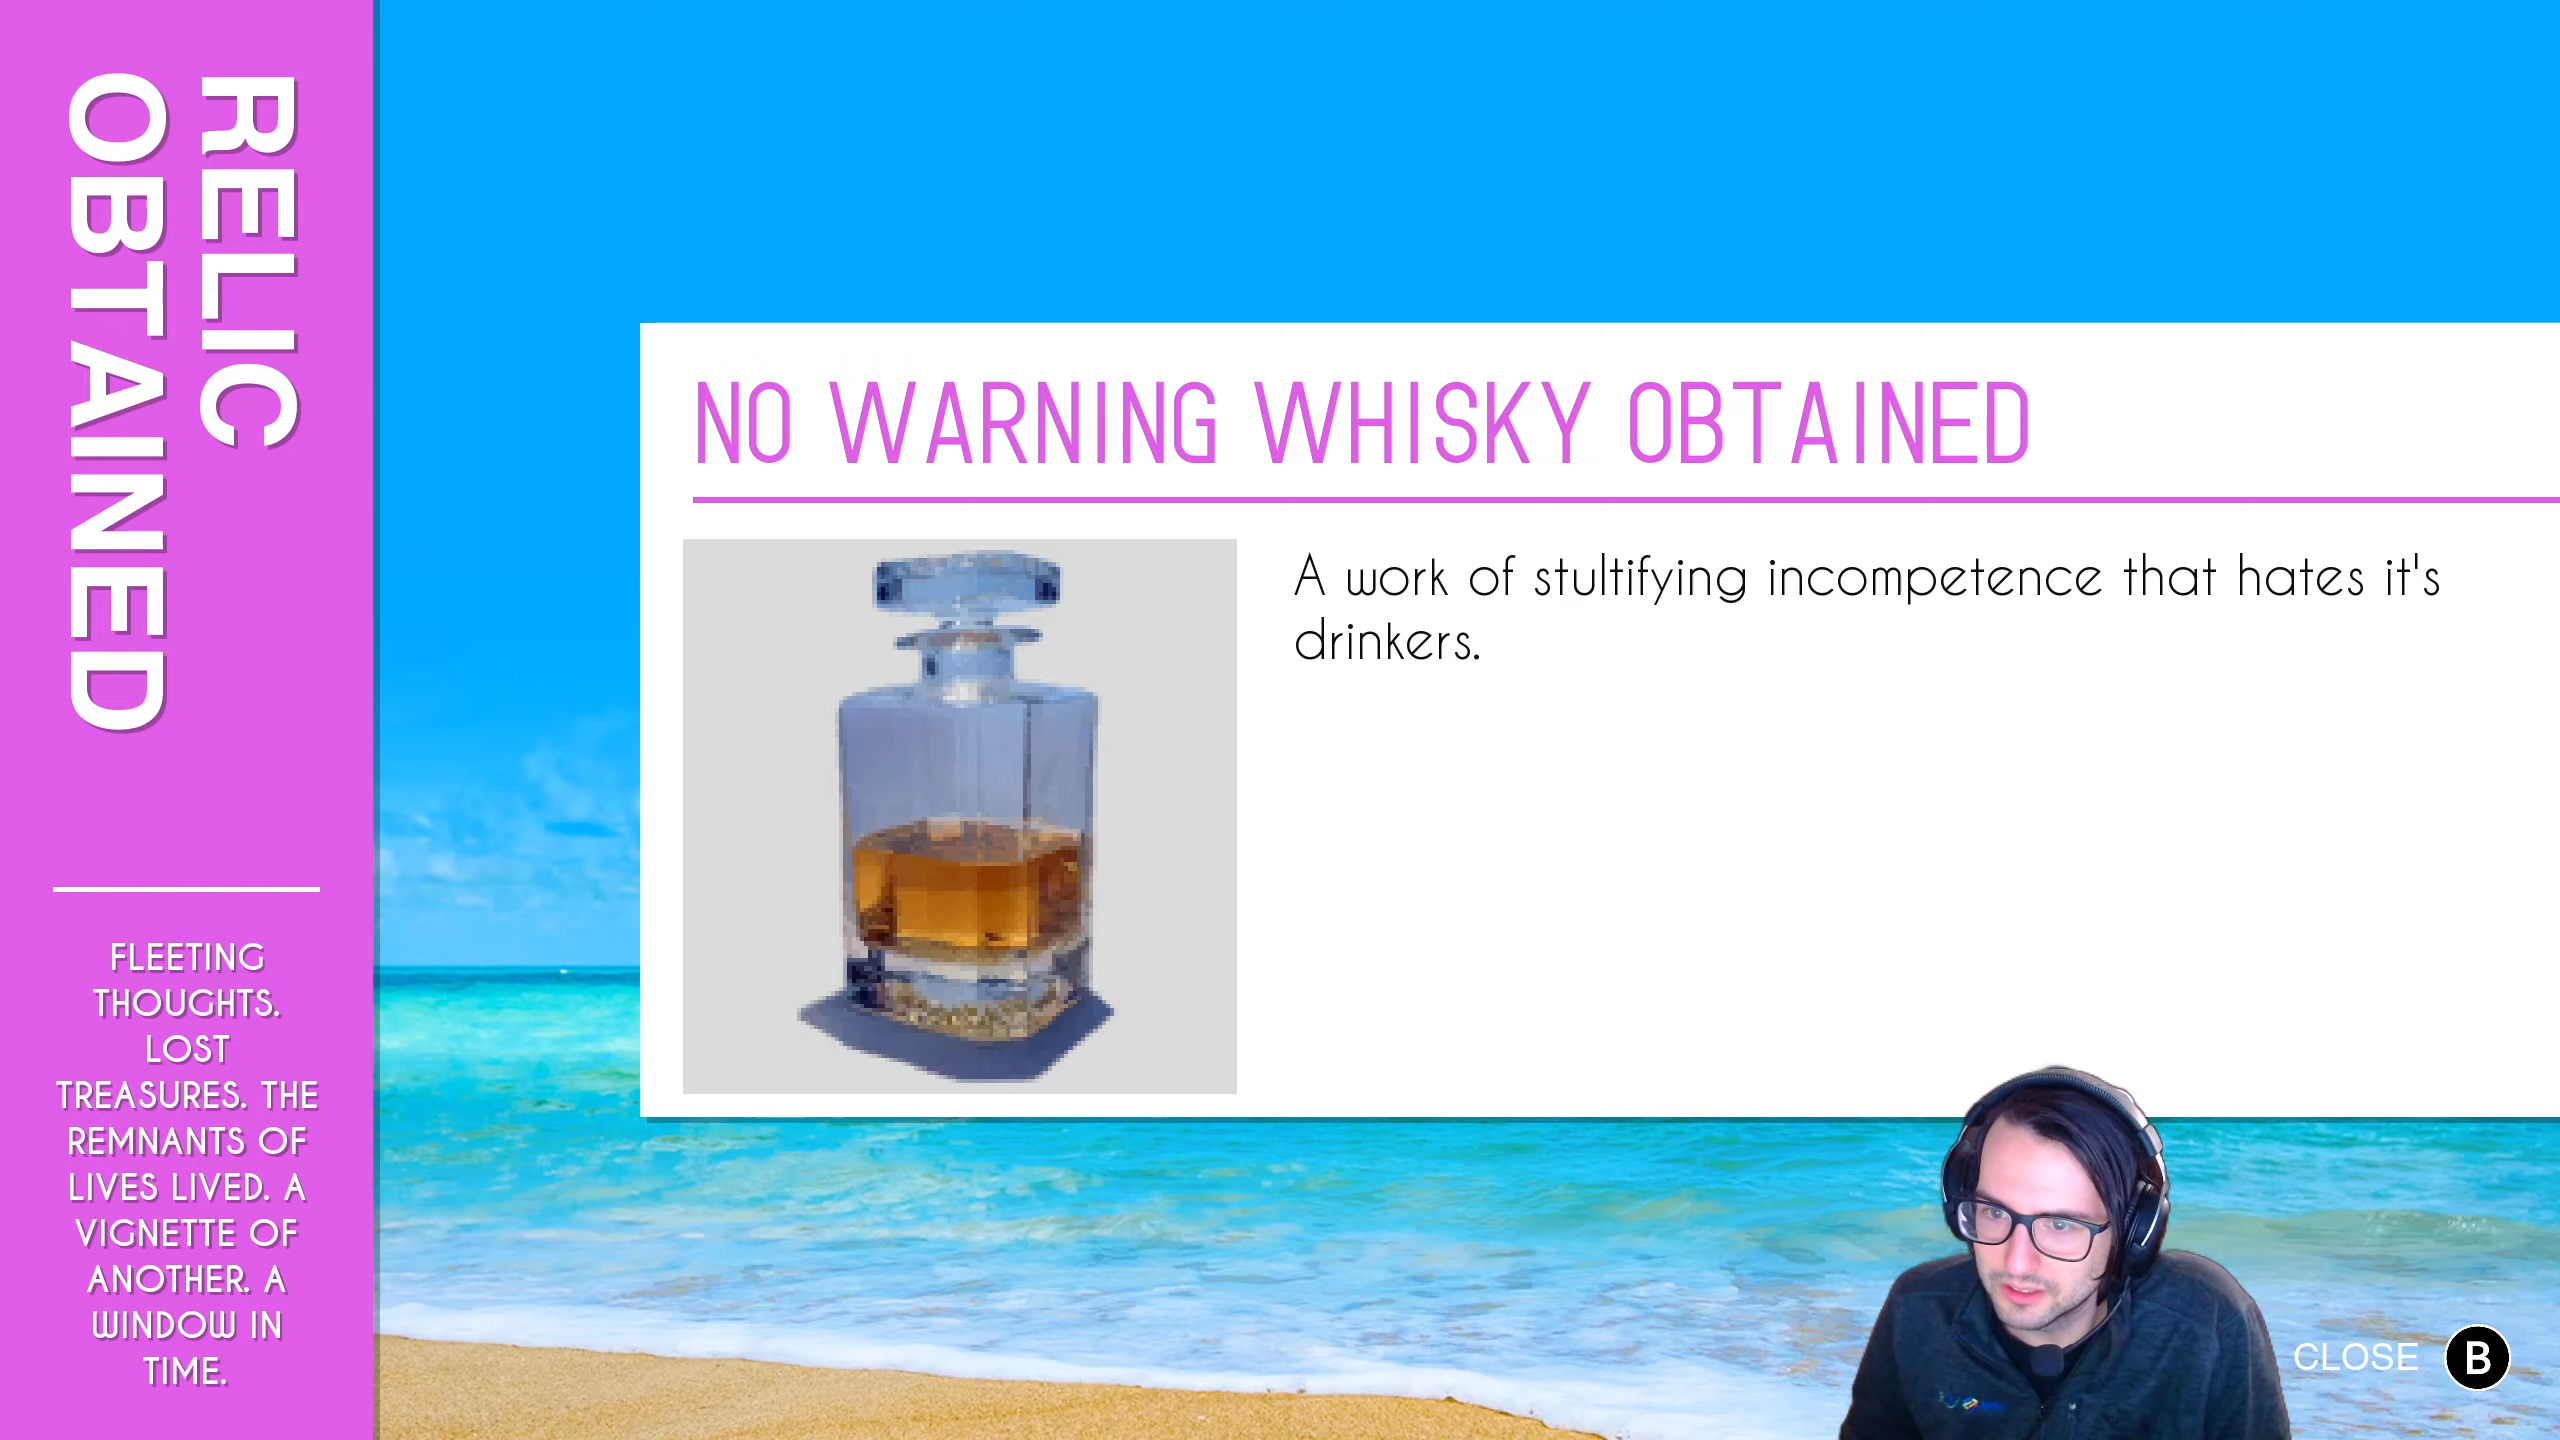 RELIC
OBTAINED
FLEETING
THOUGHTS.
LOST
TREASURES. THE
REMNANTS OF
LIVES LIVED. A
VIGNETTE OF
ANOTHER. A
WINDOW IN
TIME.
NO WARNING WHISKY OBTAINED
A work of stultifying incompetence that hates it's
drinkers.
CLOSE B